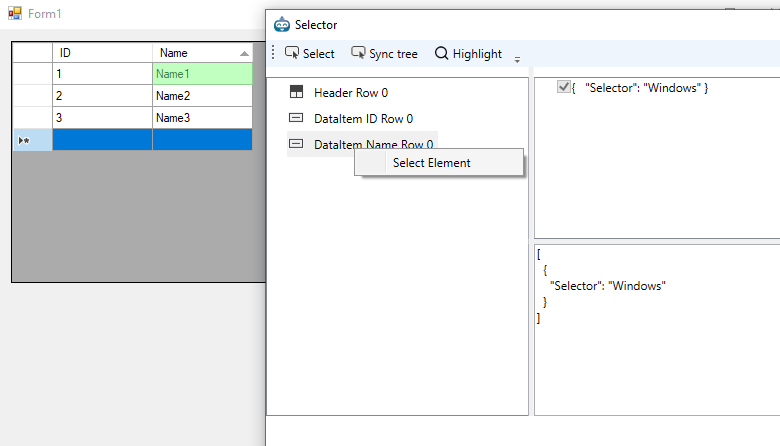 Form1
ID Name
1 Name1
2 Name2
3 Name3
Selector
Select Sync tree Highlight
Header Row 0
DataItem ID Row 0
DataItem Name Row 0
Select Element
{ "Selector": "Windows" }
[
{
"Selector": "Windows"
}
]